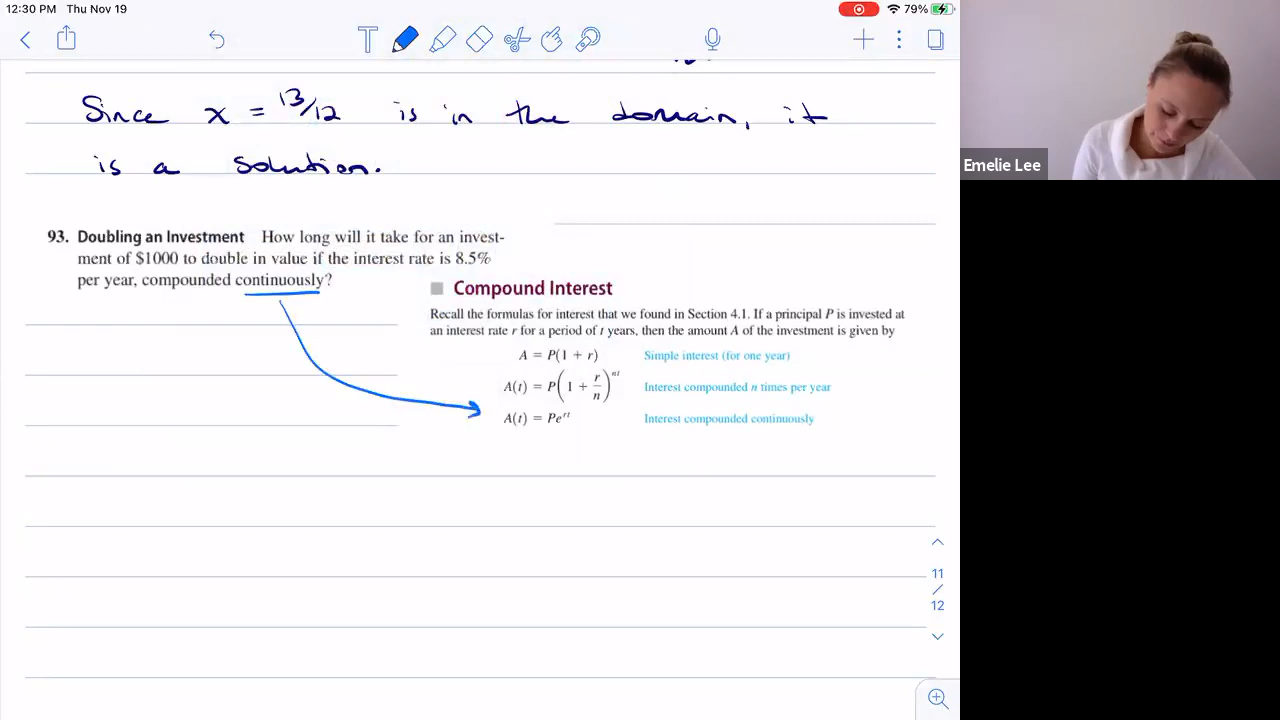 12:30 PM Thu Nov 19
79%
Since x = 13/12 is in the domain, it
is a solution.
Emelie Lee
93. Doubling an Investment How long will it take for an invest-
ment of $1000 to double in value if the interest rate is 8.5%
per year, compounded continuously?
Compound Interest
Recall the formulas for interest that we found in Section 4.1. If a principal P is invested at
an interest rate r for a period of t years, then the amount A of the investment is given by
A = P(1 + r) Simple interest (for one year)
A(t) = P(1 + r/n)^nt Interest compounded n times per year
A(t) = Pe^rt Interest compounded continuously
11
/
12